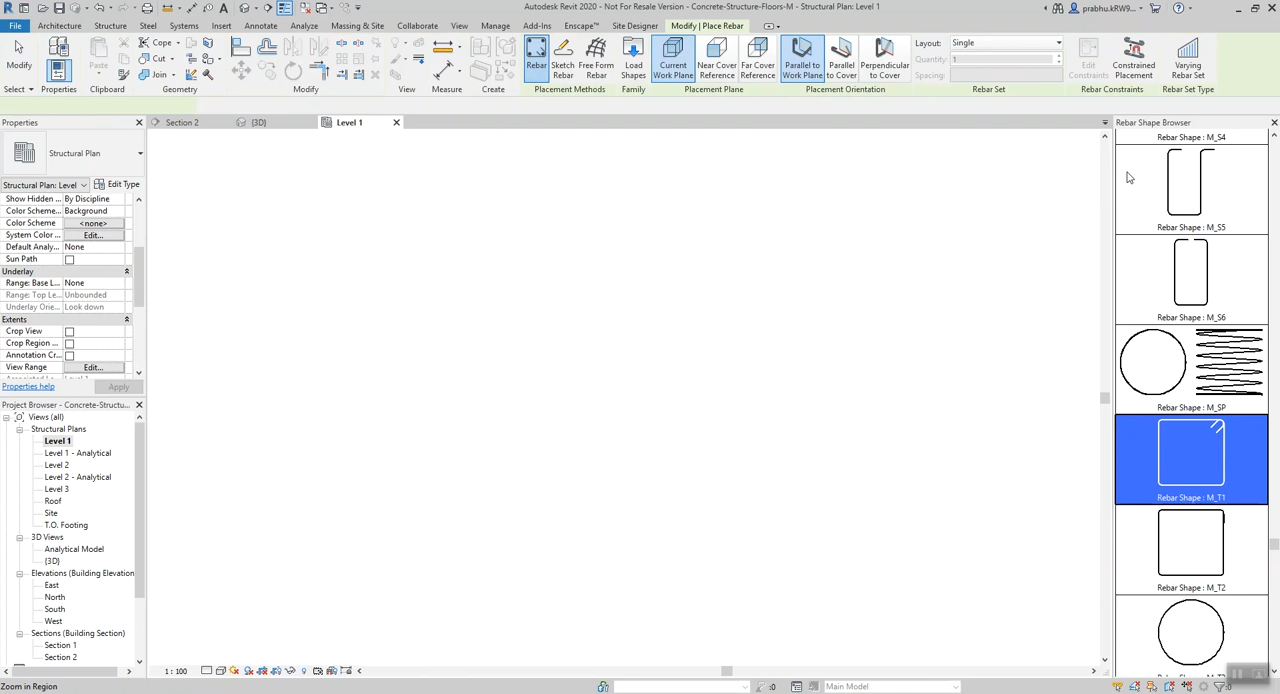 Autodesk Revit 2020 - Not For Resale Version - Concrete-Structure-Floors-M - Structural Plan: Level 1
prabhu.kRW9...
File Architecture Structure Steel Systems Insert Annotate Analyze Massing & Site Collaborate View Manage Add-Ins Enscape™ Site Designer Modify | Place Rebar
Modify
Cope
Cut
Join
Paste
Rebar
Sketch Rebar
Free Form Rebar
Load Shapes
Current Work Plane
Near Cover Reference
Far Cover Reference
Parallel to Work Plane
Parallel to Cover
Perpendicular to Cover
Layout: Single
Quantity: 1
Spacing:
Edit Constraints
Constrained Placement
Varying Rebar Set
Select Properties Clipboard Geometry Modify View Measure Create Placement Methods Family Placement Plane Placement Orientation Rebar Set Rebar Constraints Rebar Set Type
Properties
Section 2
{3D}
Level 1
Rebar Shape Browser
Structural Plan
Structural Plan: Level
Edit Type
Show Hidden ... By Discipline
Color Scheme... Background
Color Scheme <none>
System Color ... Edit...
Default Analy... None
Sun Path
Underlay
Range: Base L... None
Range: Top Le... Unbounded
Underlay Orie... Look down
Extents
Crop View
Crop Region ...
Annotation Cr...
View Range Edit...
Properties help
Apply
Project Browser - Concrete-Structu...
Views (all)
Structural Plans
Level 1
Level 1 - Analytical
Level 2
Level 2 - Analytical
Level 3
Roof
Site
T.O. Footing
3D Views
Analytical Model
{3D}
Elevations (Building Elevation
East
North
South
West
Sections (Building Section)
Section 1
Section 2
Rebar Shape : M_S4
Rebar Shape : M_S5
Rebar Shape : M_S6
Rebar Shape : M_SP
Rebar Shape : M_T1
Rebar Shape : M_T2
1 : 100
Zoom in Region
:0
Main Model